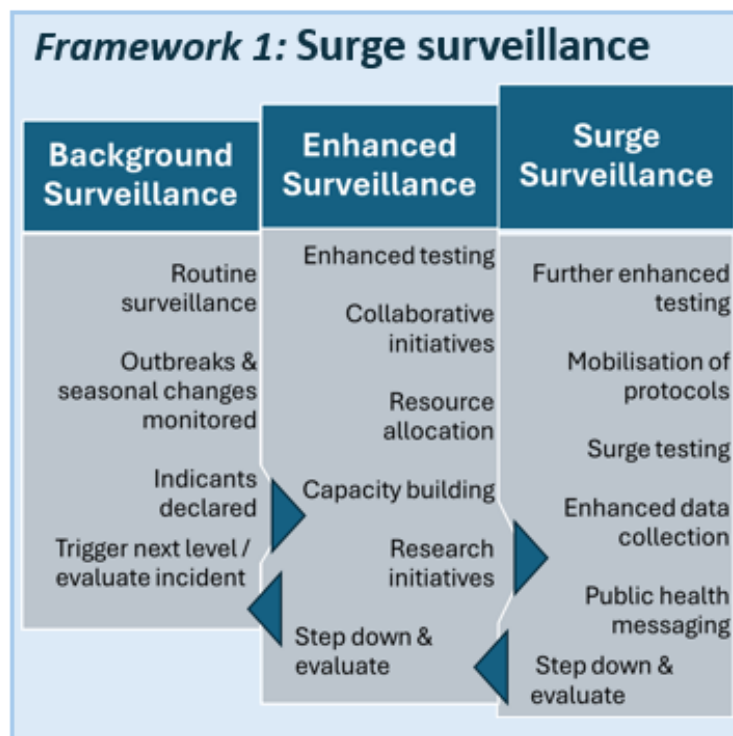 Framework 1: Surge surveillance
Background
Surveillance
Routine
surveillance
Outbreaks &
seasonal changes
monitored
Indicants
declared
Trigger next level /
evaluate incident
Enhanced
Surveillance
Enhanced testing
Collaborative
initiatives
Resource
allocation
Capacity building
Research
initiatives
Step down &
evaluate
Surge
Surveillance
Further enhanced
testing
Mobilisation of
protocols
Surge testing
Enhanced data
collection
Public health
messaging
Step down &
evaluate